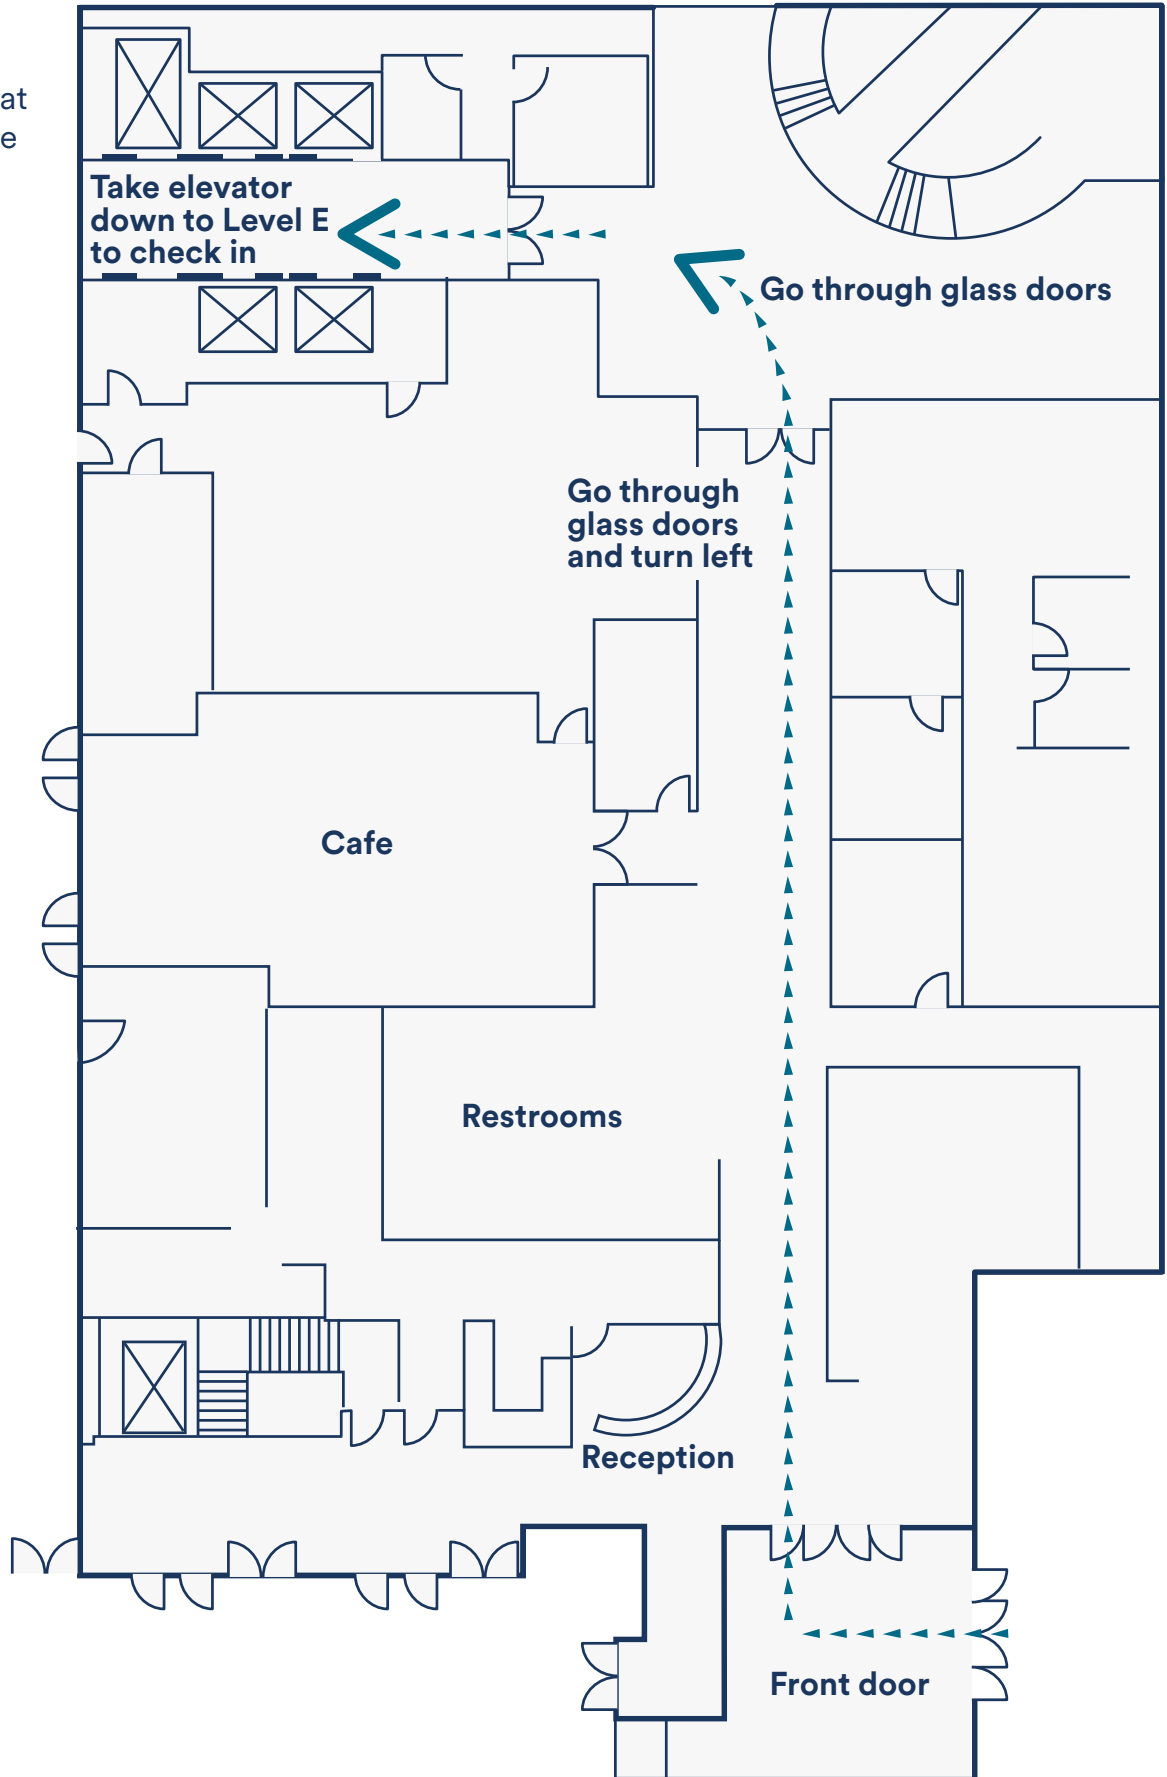 at
e
Take elevator
down to Level E
to check in
Go through glass doors
Go through
glass doors
and turn left
Cafe
Restrooms
Reception
Front door